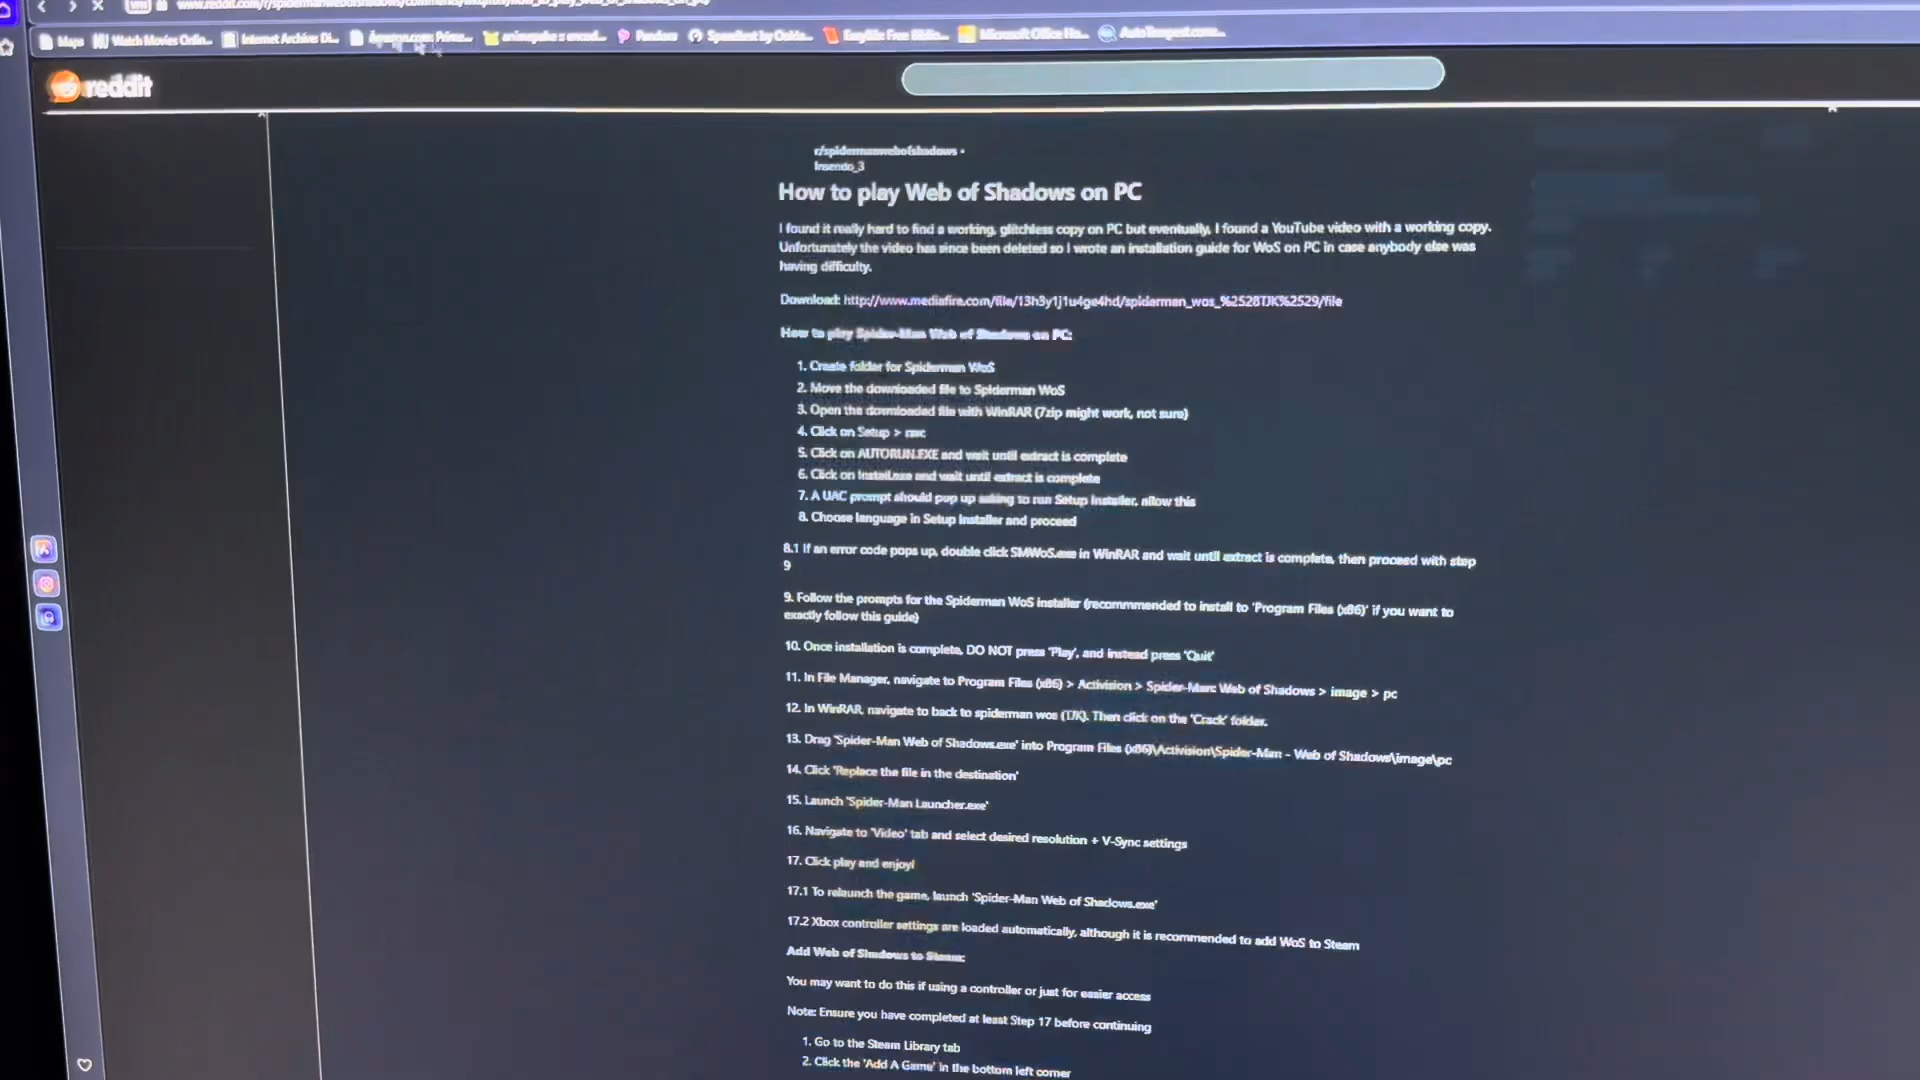 Maps Watch Movies Onlin... Internet Archive: Di... Amazon.com: Prime... Pandora Speedtest by Ookla... Microsoft Office Ho... AutoTempest.com...
reddit
r/spidermanwebofshadows •
How to play Web of Shadows on PC
I found it really hard to find a working, glitchless copy on PC but eventually, I found a YouTube video with a working copy.
Unfortunately the video has since been deleted so I wrote an installation guide for WoS on PC in case anybody else was
having difficulty.
Download: http://www.mediafire.com/file/13h3y1j1u4ge4hd/spiderman_wos_%2528TJK%2529/file
How to play Spider-Man Web of Shadows on PC:
1. Create folder for Spiderman WoS
2. Move the downloaded file to Spiderman WoS
3. Open the downloaded file with WinRAR (7zip might work, not sure)
4. Click on Setup >
5. Click on AUTORUN.EXE and wait until extract is complete
6. Click on Install.exe and wait until extract is complete
7. A UAC prompt should pop up asking to run Setup Installer, allow this
8. Choose language in Setup Installer and proceed
8.1 If an error code pops up, double click SMWoS.exe in WinRAR and wait until extract is complete, then proceed with step
9
9. Follow the prompts for the Spiderman WoS installer (recommmended to install to 'Program Files (x86)' if you want to
exactly follow this guide)
10. Once installation is complete, DO NOT press 'Play', and instead press 'Quit'
11. In File Manager, navigate to Program Files (x86) > Activision > Spider-Man: Web of Shadows > image > pc
12. In WinRAR, navigate to back to spiderman wos (TJK). Then click on the 'Crack' folder.
13. Drag 'Spider-Man Web of Shadows.exe' into Program Files (x86)\Activision\Spider-Man - Web of Shadows\image\pc
14. Click 'Replace the file in the destination'
15. Launch 'Spider-Man Launcher.exe'
16. Navigate to 'Video' tab and select desired resolution + V-Sync settings
17. Click play and enjoy!
17.1 To relaunch the game, launch 'Spider-Man Web of Shadows.exe'
17.2 Xbox controller settings are loaded automatically, although it is recommended to add WoS to Steam
Add Web of Shadows to Steam:
You may want to do this if using a controller or just for easier access
Note: Ensure you have completed at least Step 17 before continuing
1. Go to the Steam Library tab
2. Click the 'Add A Game' in the bottom left corner